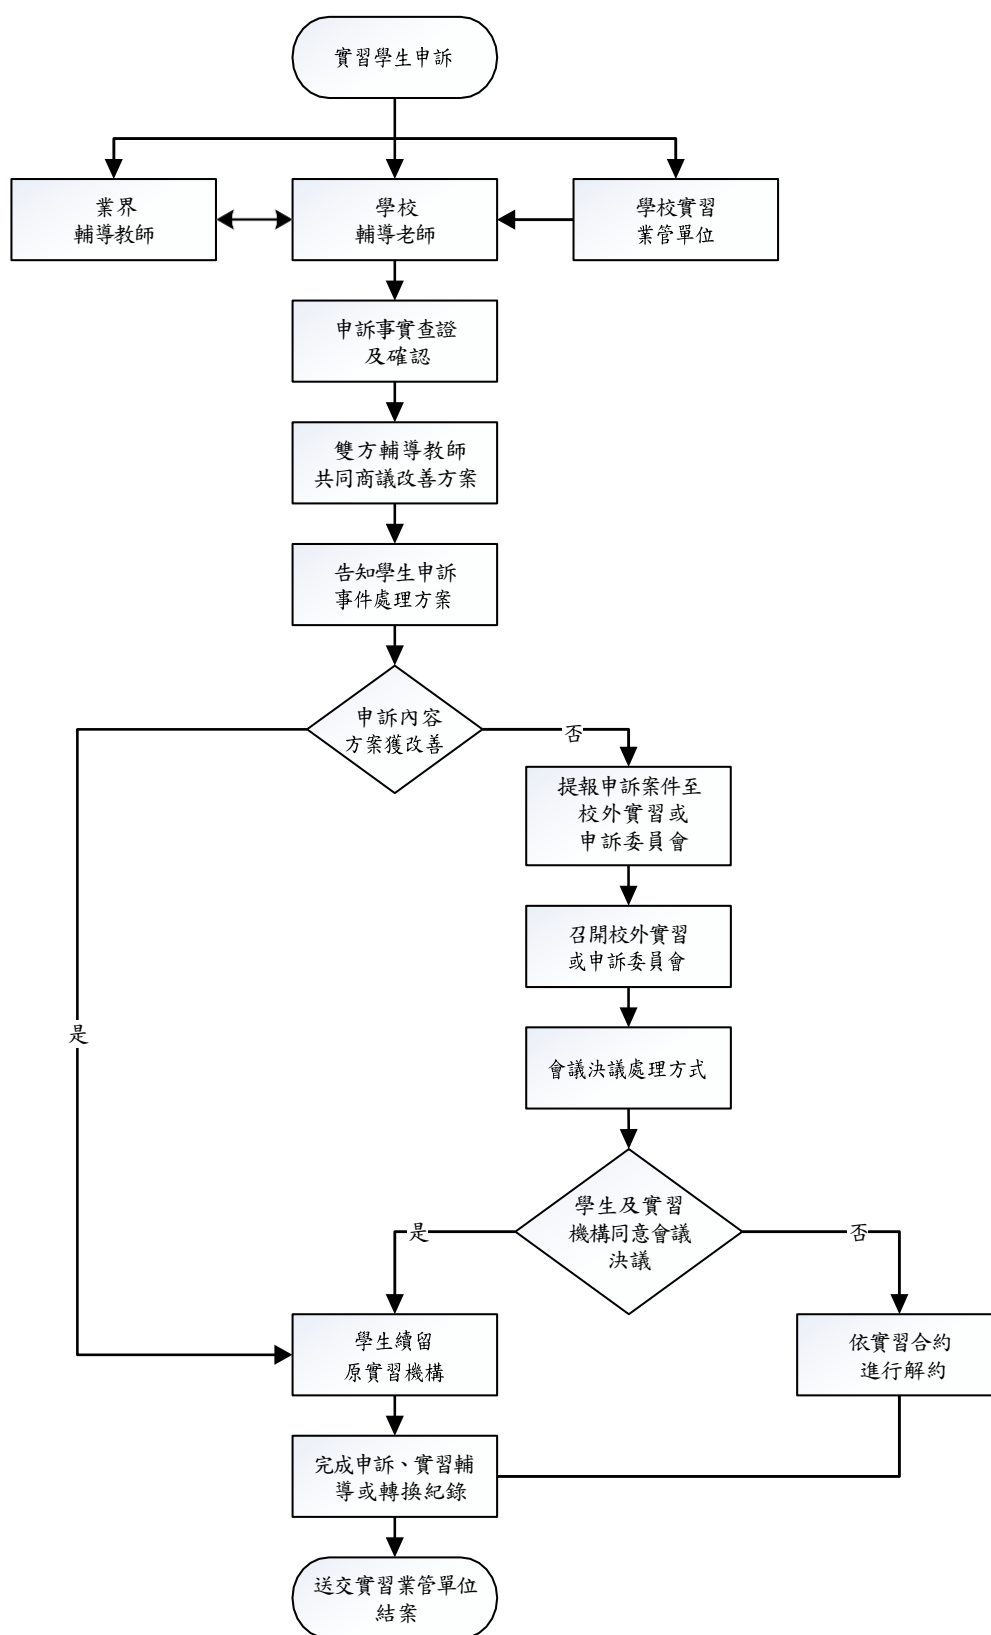 實習學生申訴
業界
輔導教師
學校
輔導老師
學校實習
業管單位
申訴事實查證
及確認
雙方輔導教師
共同商議改善方案
告知學生申訴
事件處理方案
申訴內容
方案獲改善
否
提報申訴案件至
校外實習或
申訴委員會
召開校外實習
或申訴委員會
是
會議決議處理方式
學生及實習
機構同意會議
決議
是
否
學生續留
原實習機構
依實習合約
進行解約
完成申訴、實習輔
導或轉換紀錄
送交實習業管單位
結案